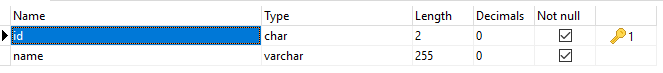 Name Type Length Decimals Not null
id char 2 0 1
name varchar 255 0